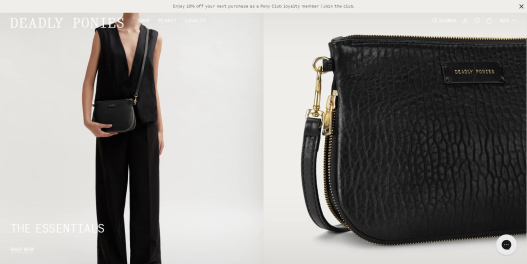 Enjoy 10% off your next purchase as a Pony Club loyalty member | Join the club.
DEADLY PONIES
PLANET
SEARCH
DEADLY PONIES
THE ESSENTIALS
SHOP NOW